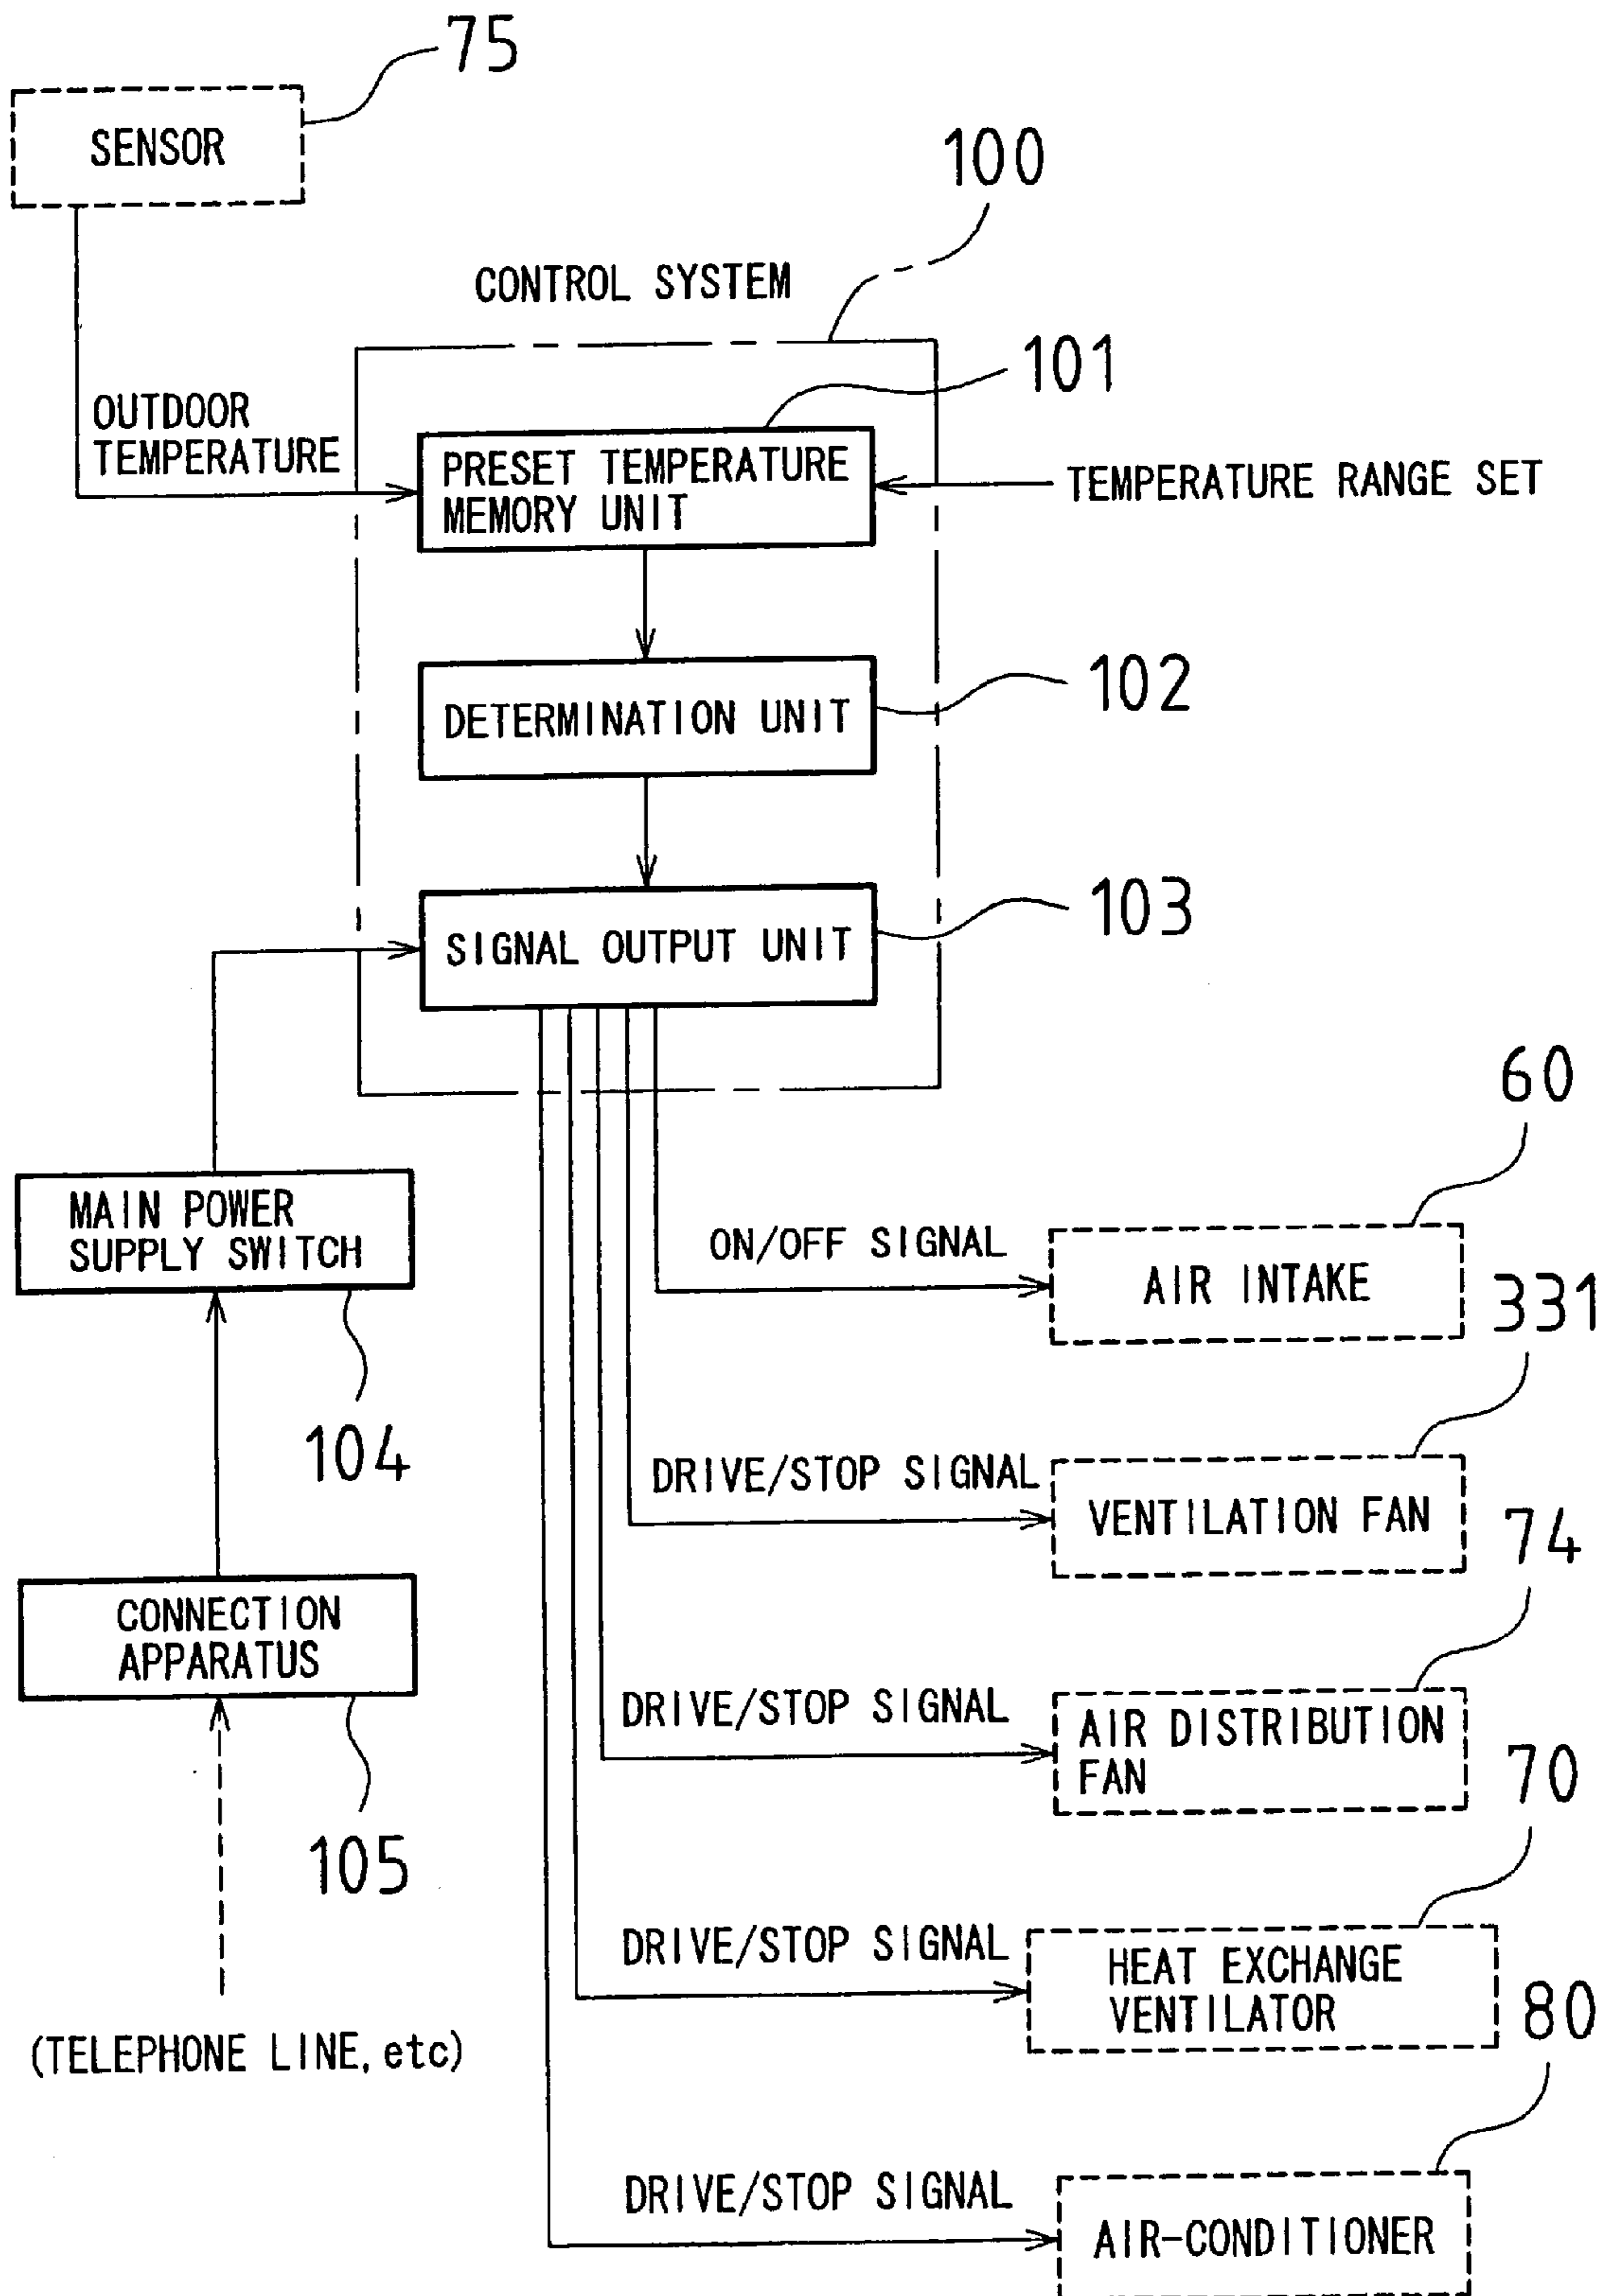 75
SENSOR
100
CONTROL SYSTEM
101
OUTDOOR
TEMPERATURE
PRESET TEMPERATURE
MEMORY UNIT
TEMPERATURE RANGE SET
102
DETERMINATION UNIT
103
SIGNAL OUTPUT UNIT
60
MAIN POWER
SUPPLY SWITCH
ON/OFF SIGNAL
AIR INTAKE
331
104
DRIVE/STOP SIGNAL
VENTILATION FAN
74
CONNECTION
APPARATUS
DRIVE/STOP SIGNAL
AIR DISTRIBUTION
FAN
70
105
DRIVE/STOP SIGNAL
HEAT EXCHANGE
VENTILATOR
80
(TELEPHONE LINE, etc)
DRIVE/STOP SIGNAL
AIR-CONDITIONER